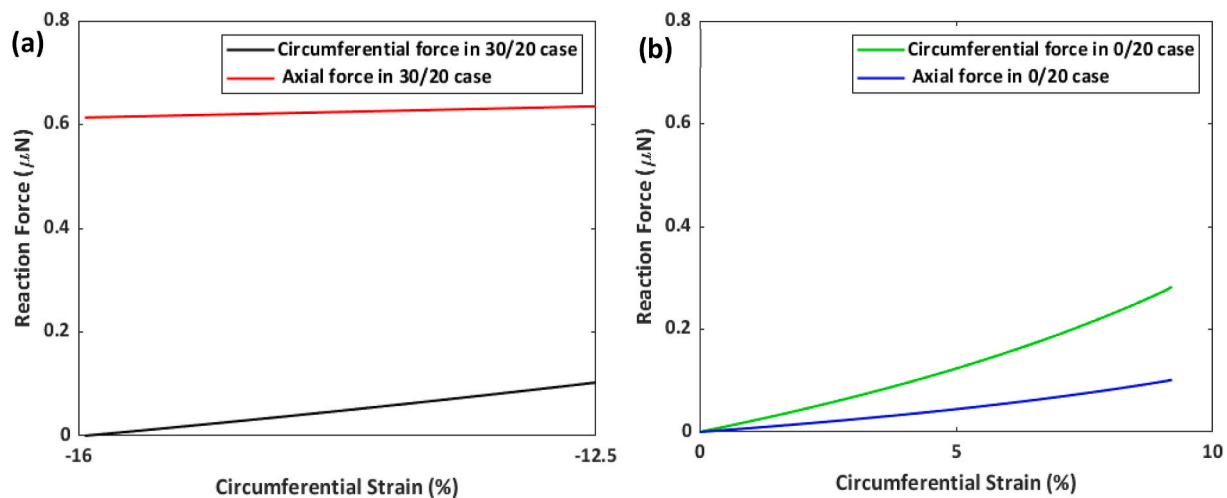 (a)
Circumferential force in 30/20 case
Axial force in 30/20 case
Reaction Force (μN)
0.8
0.6
0.4
0.2
0
-16
-12.5
Circumferential Strain (%)
(b)
Circumferential force in 0/20 case
Axial force in 0/20 case
Reaction Force (μN)
0.8
0.6
0.4
0.2
0
0
5
10
Circumferential Strain (%)